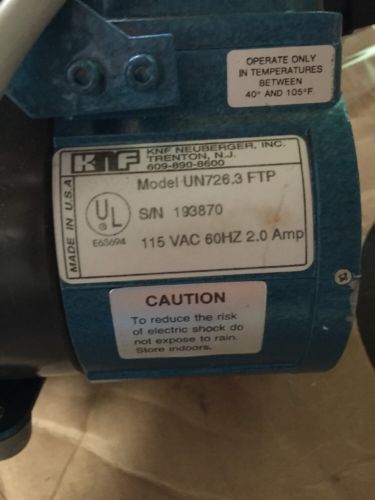 OPERATE ONLY
IN TEMPERATURES
BETWEEN
40° AND 105°F.
KNF
KNF NEUBERGER, INC.
TRENTON, N.J.
609-890-8600
MADE IN U.S.A
Model UN726.3 FTP
UL
S/N 193870
E63694
115 VAC 60HZ 2.0 Amp
CAUTION
To reduce the risk
of electric shock do
not expose to rain.
Store indoors.